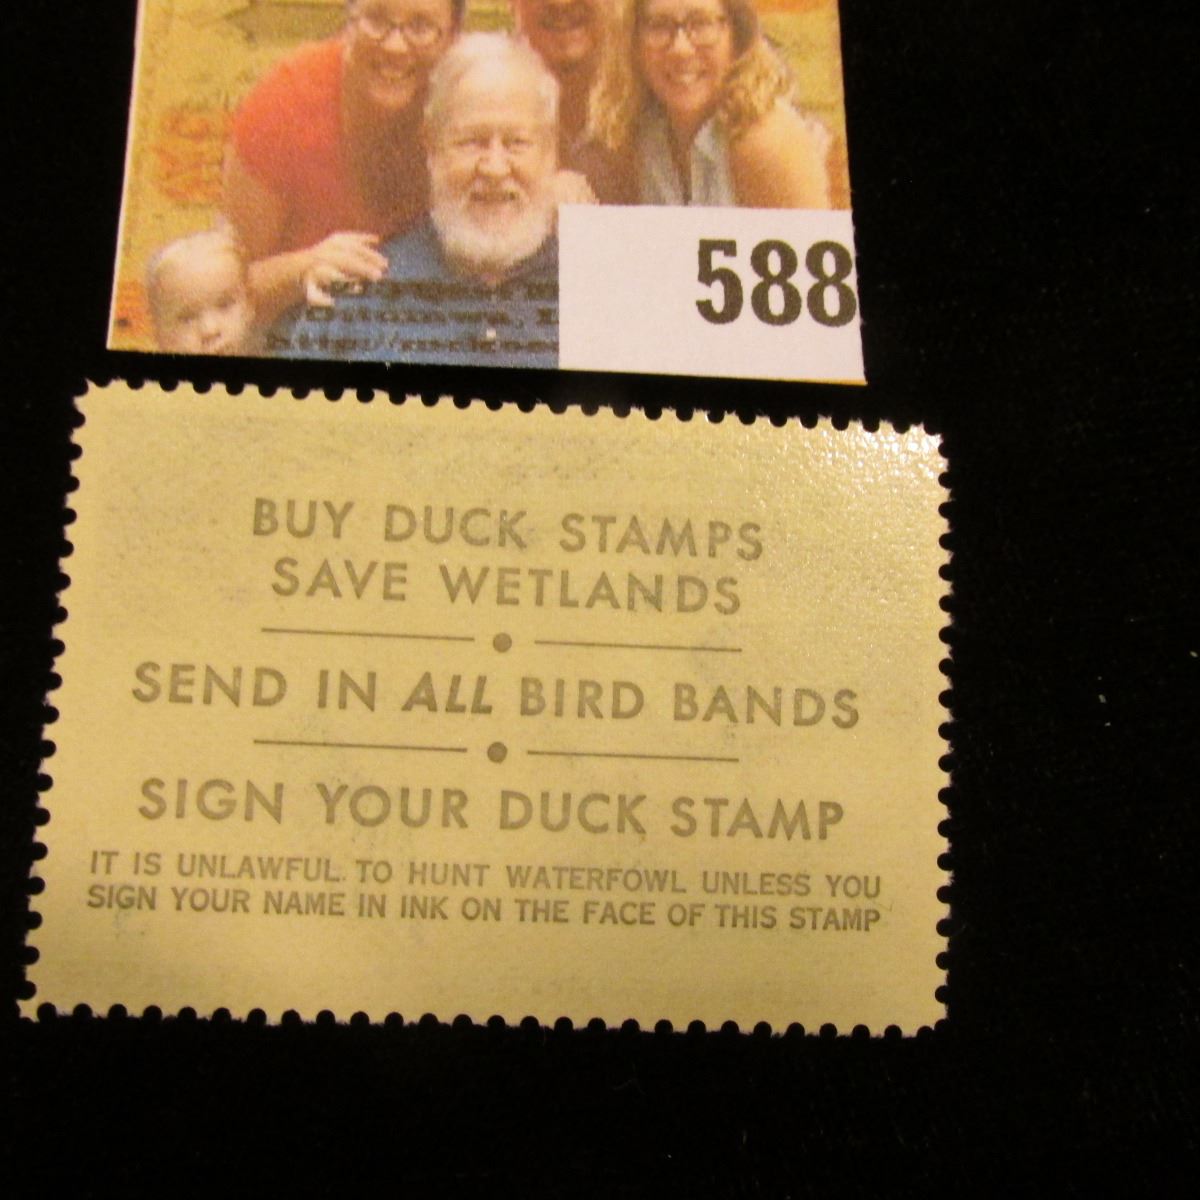 588
BUY DUCK STAMPS
SAVE WETLANDS
SEND IN ALL BIRD BANDS
SIGN YOUR DUCK STAMP
IT IS UNLAWFUL TO HUNT WATERFOWL UNLESS YOU
SIGN YOUR NAME IN INK ON THE FACE OF THIS STAMP